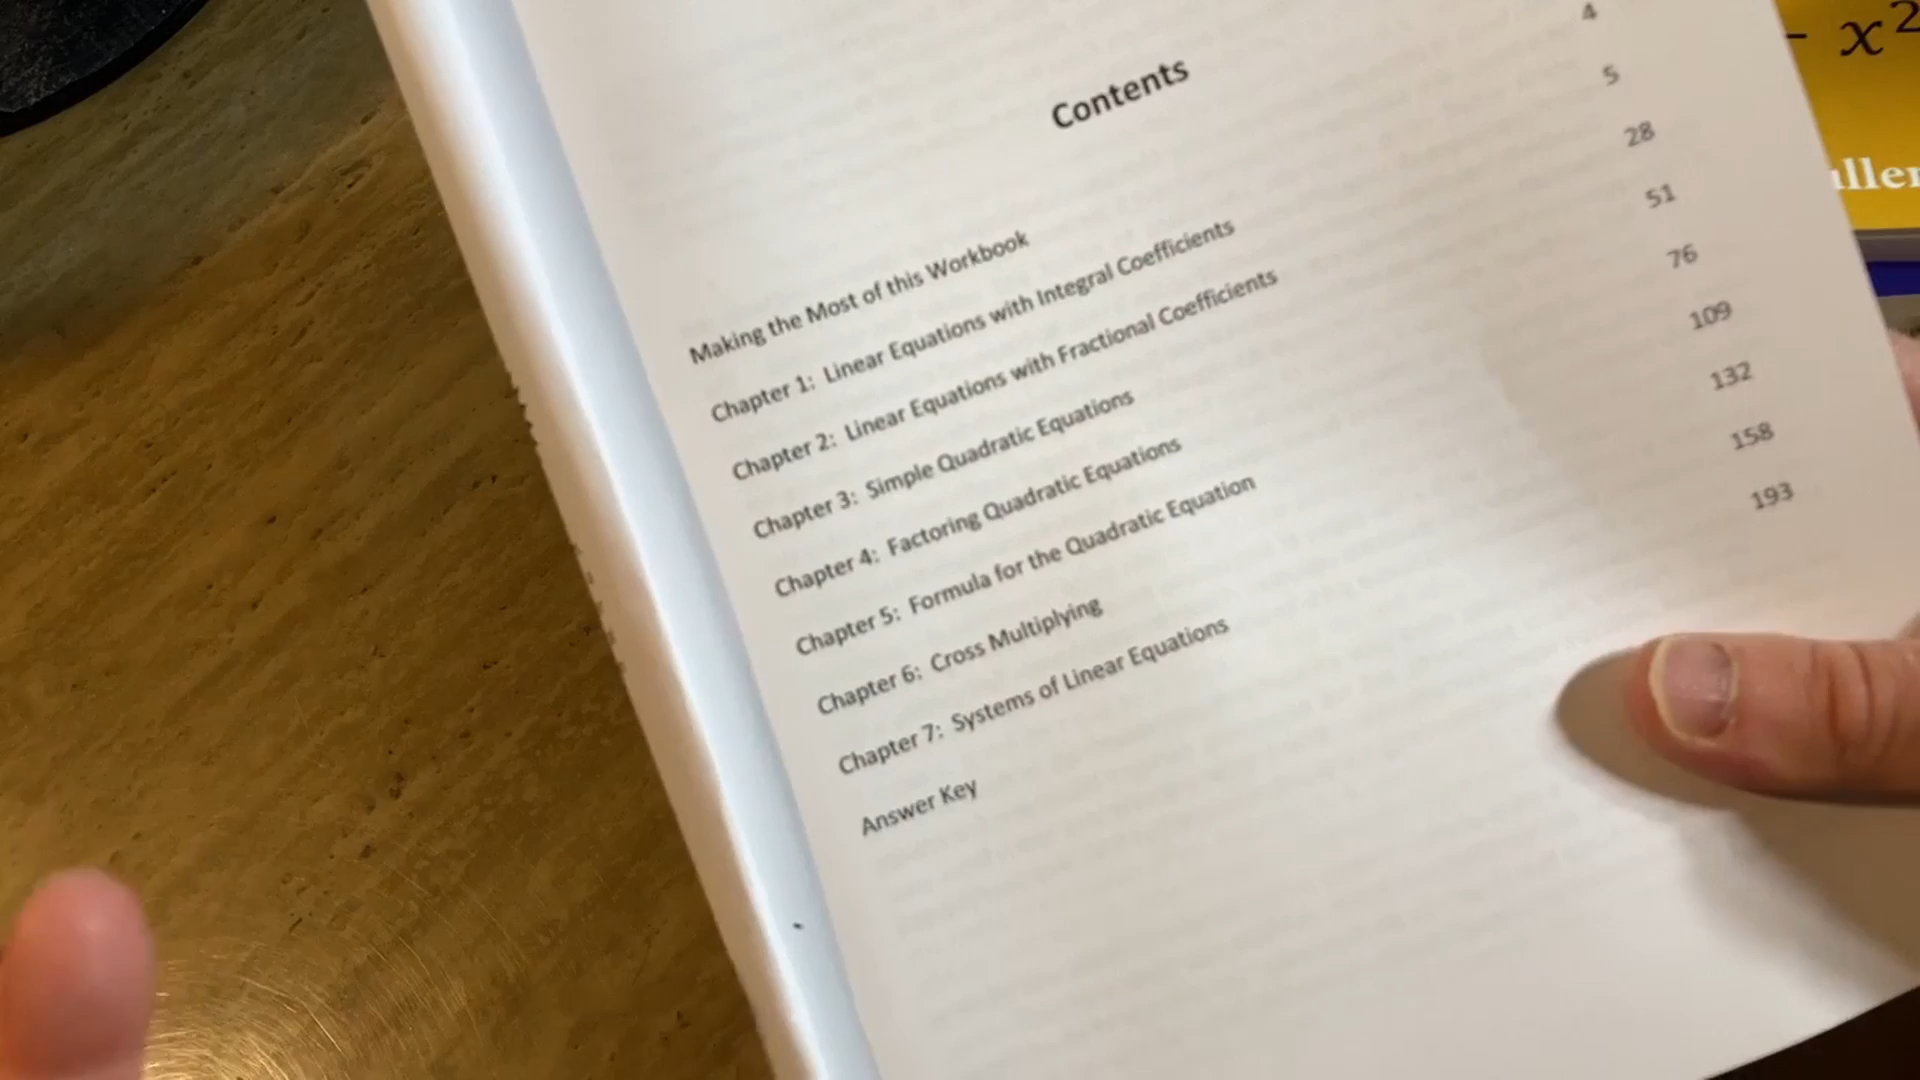 Contents
Making the Most of this Workbook 4
Chapter 1: Linear Equations with Integral Coefficients 5
Chapter 2: Linear Equations with Fractional Coefficients 28
Chapter 3: Simple Quadratic Equations 51
Chapter 4: Factoring Quadratic Equations 76
Chapter 5: Formula for the Quadratic Equation 109
Chapter 6: Cross Multiplying 132
Chapter 7: Systems of Linear Equations 158
Answer Key 193
- x²